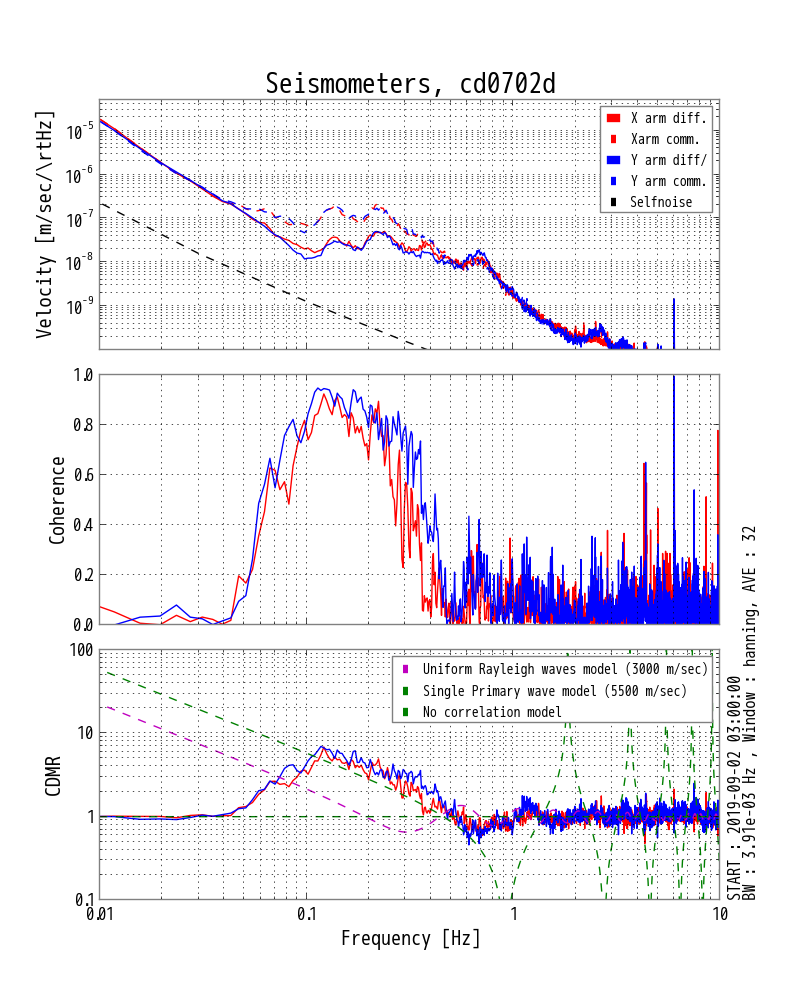 Seismometers, cd0702d
Velocity [m/sec/\rtHz]
10^-5
10^-6
10^-7
10^-8
10^-9
X arm diff.
Xarm comm.
Y arm diff/
Y arm comm.
Selfnoise
Coherence
1.0
0.8
0.6
0.4
0.2
0.0
CDMR
100
10
1
0.1
Uniform Rayleigh waves model (3000 m/sec)
Single Primary wave model (5500 m/sec)
No correlation model
0.01
0.1
1
10
Frequency [Hz]
START : 2019-09-02 03:00:00
BW : 3.91e-03 Hz , Window : hanning, AVE : 32